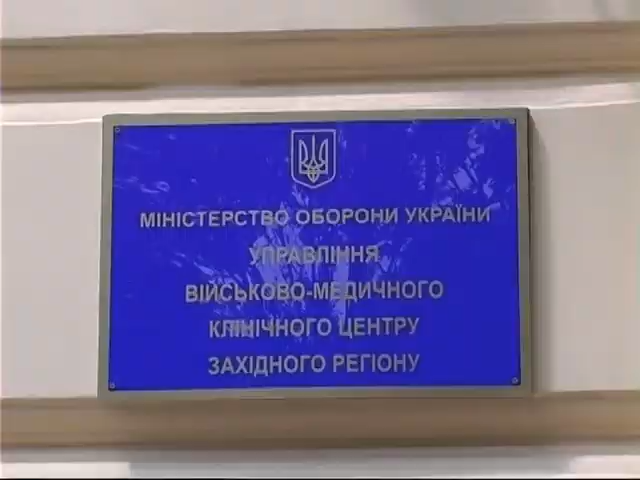 МІНІСТЕРСТВО ОБОРОНИ УКРАЇНИ
УПРАВЛІННЯ
ВІЙСЬКОВО-МЕДИЧНОГО
КЛІНІЧНОГО ЦЕНТРУ
ЗАХІДНОГО РЕГІОНУ